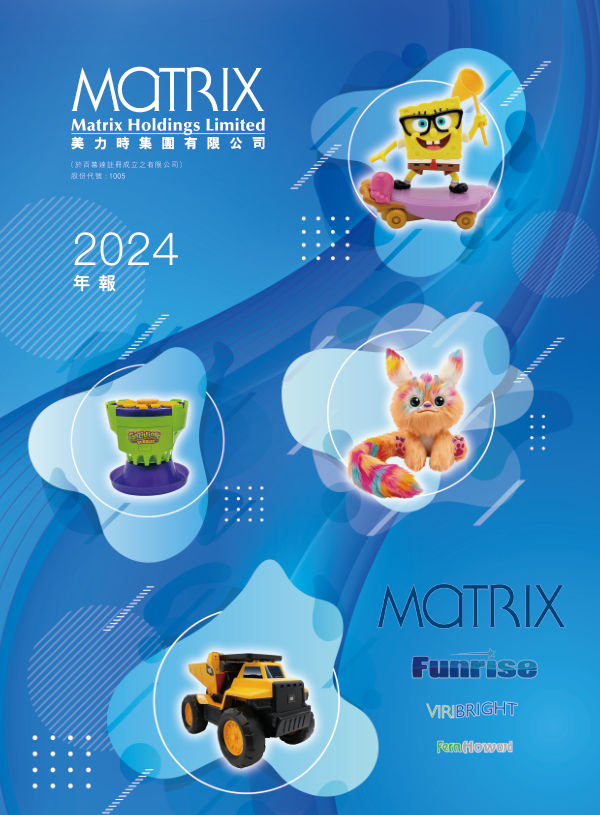 MATRIX
Matrix Holdings Limited
美力時集團有限公司
(於百慕達註冊成立之有限公司)
股份代號 : 1005
2024
年報
MATRIX
Funrise
VIRIBRIGHT
Fern Howard